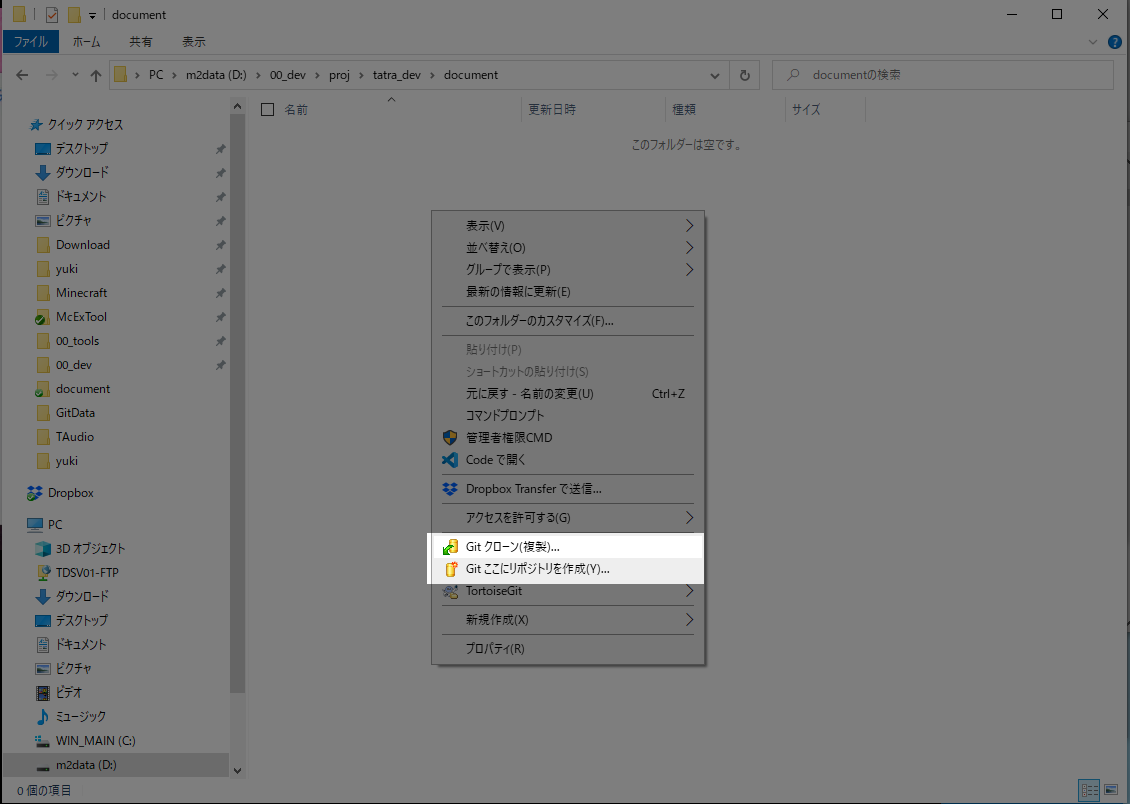 document
ファイル
ホーム
共有
表示
PC
m2data (D:)
00_dev
proj
tatra_dev
document
documentの検索
名前
更新日時
種類
サイズ
このフォルダーは空です。
クイック アクセス
デスクトップ
ダウンロード
ドキュメント
ピクチャ
Download
yuki
Minecraft
McExTool
00_tools
00_dev
document
GitData
TAudio
yuki
Dropbox
PC
3D オブジェクト
TDSV01-FTP
ダウンロード
デスクトップ
ドキュメント
ピクチャ
ビデオ
ミュージック
WIN_MAIN (C:)
m2data (D:)
表示(V)
並べ替え(O)
グループで表示(P)
最新の情報に更新(E)
このフォルダーのカスタマイズ(F)...
貼り付け(P)
ショートカットの貼り付け(S)
元に戻す - 名前の変更(U) Ctrl+Z
コマンドプロンプト
管理者権限CMD
Code で開く
Dropbox Transfer で送信...
アクセスを許可する(G)
Git クローン(複製)...
Git ここにリポジトリを作成(Y)...
TortoiseGit
新規作成(X)
プロパティ(R)
0 個の項目